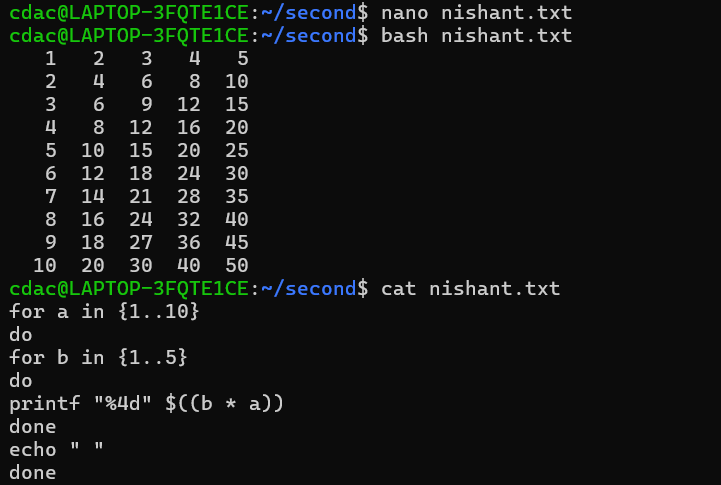 cdac@LAPTOP-3FQTE1CE:~/second$ nano nishant.txt
cdac@LAPTOP-3FQTE1CE:~/second$ bash nishant.txt
   1   2   3   4   5
   2   4   6   8  10
   3   6   9  12  15
   4   8  12  16  20
   5  10  15  20  25
   6  12  18  24  30
   7  14  21  28  35
   8  16  24  32  40
   9  18  27  36  45
  10  20  30  40  50
cdac@LAPTOP-3FQTE1CE:~/second$ cat nishant.txt
for a in {1..10}
do
for b in {1..5}
do
printf "%4d" $((b * a))
done
echo " "
done